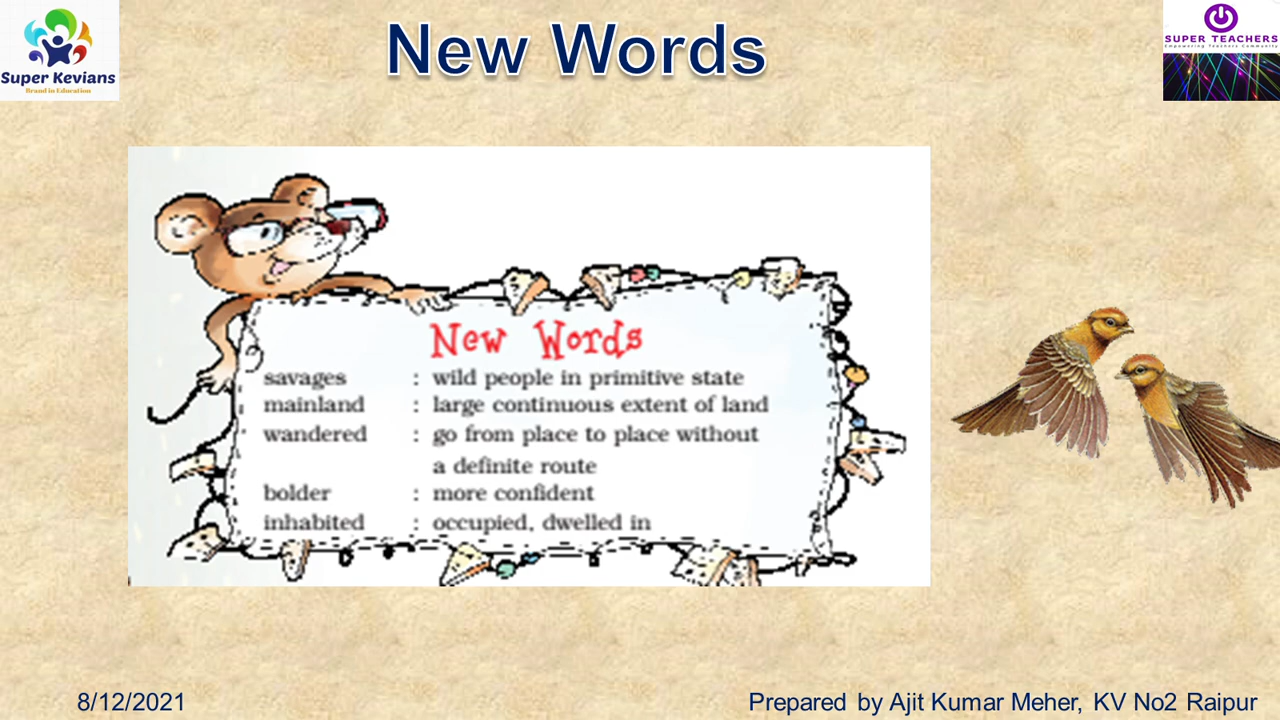 Super Kevians
Brand in Education
New Words
SUPER TEACHERS
Empowering Teachers Community
New Words
savages : wild people in primitive state
mainland : large continuous extent of land
wandered : go from place to place without
a definite route
bolder : more confident
inhabited : occupied, dwelled in
8/12/2021
Prepared by Ajit Kumar Meher, KV No2 Raipur